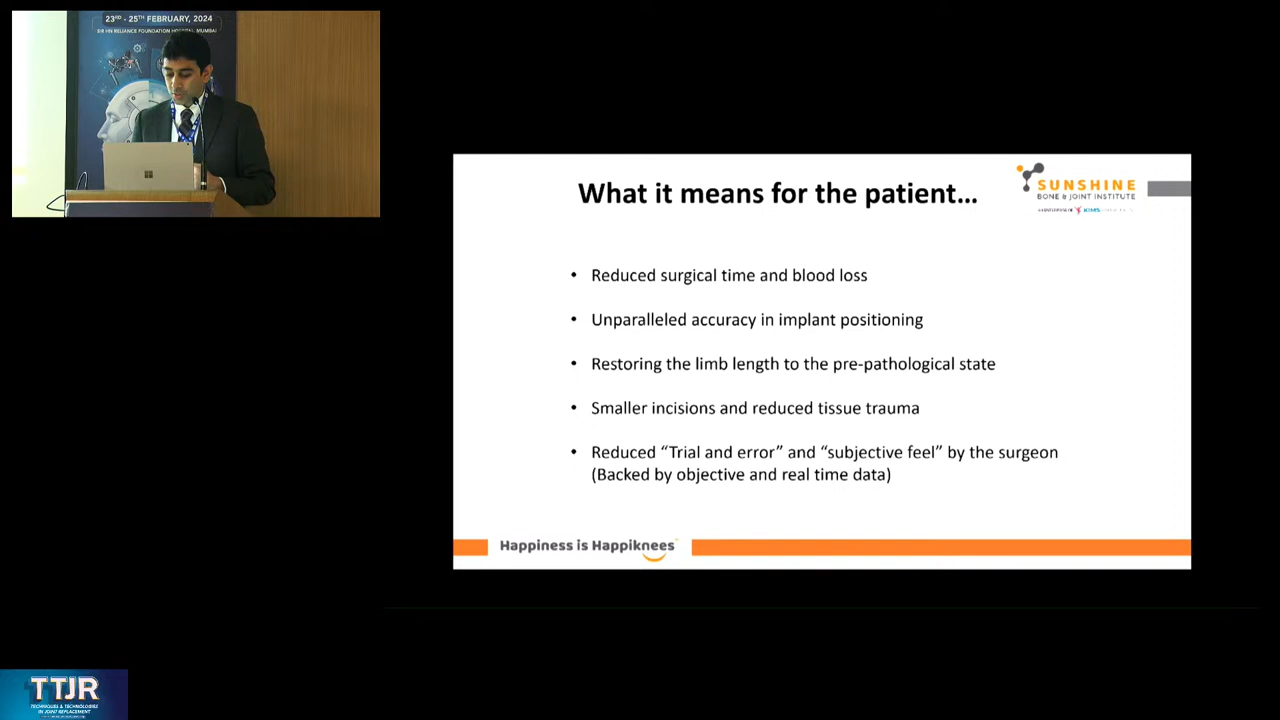 23RD - 25TH FEBRUARY, 2024
SIR HN RELIANCE FOUNDATION HOSPITAL, MUMBAI
What it means for the patient...
SUNSHINE
BONE & JOINT INSTITUTE
KIMS
• Reduced surgical time and blood loss
• Unparalleled accuracy in implant positioning
• Restoring the limb length to the pre-pathological state
• Smaller incisions and reduced tissue trauma
• Reduced “Trial and error” and “subjective feel” by the surgeon
(Backed by objective and real time data)
Happiness is Happiknees
TTJR
TECHNIQUES & TECHNOLOGIES
IN JOINT REPLACEMENT